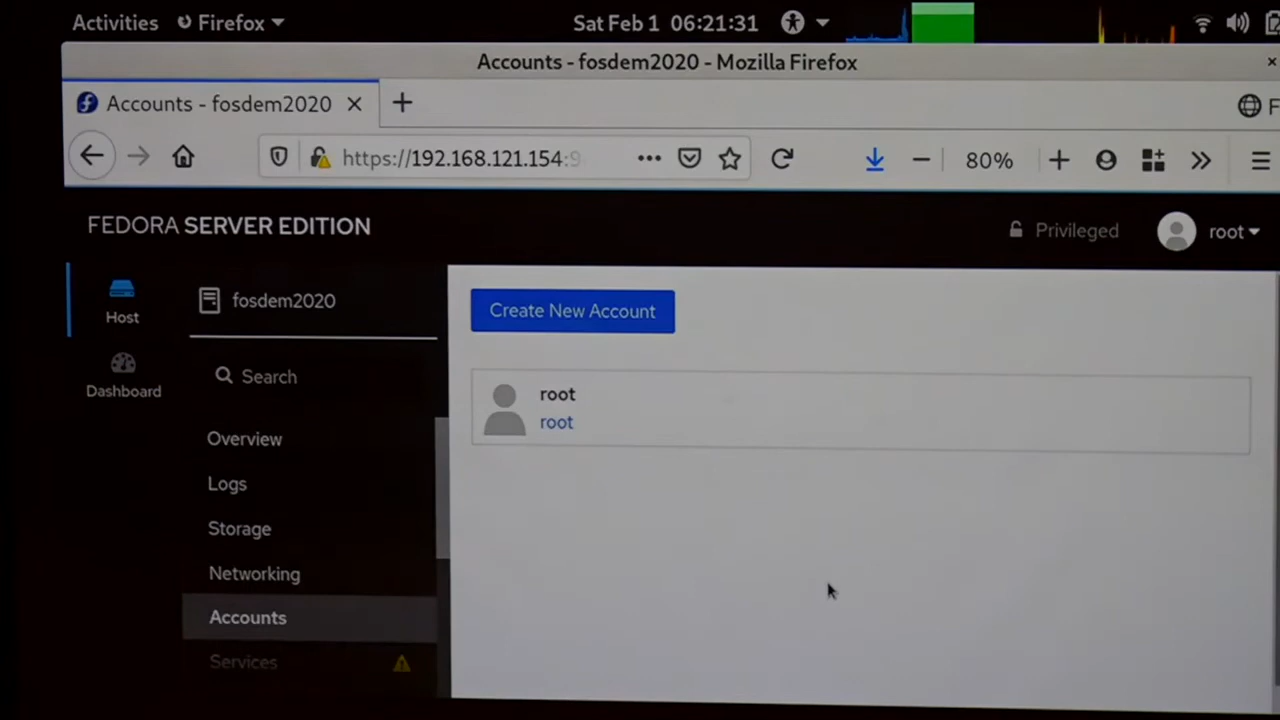 Activities Firefox Sat Feb 1 06:21:31
Accounts - fosdem2020 - Mozilla Firefox
Accounts - fosdem2020
https://192.168.121.154:9 80%
FEDORA SERVER EDITION Privileged root
Host
Dashboard
fosdem2020
Search
Overview
Logs
Storage
Networking
Accounts
Services
Create New Account
root
root